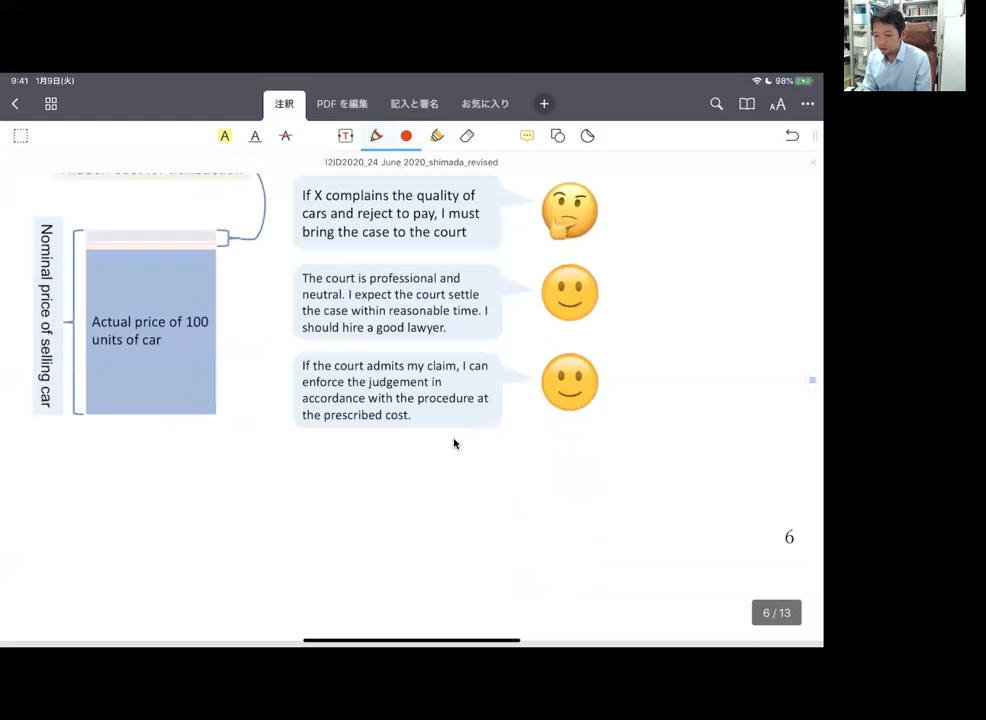 9:41 1月9日(火)
98%
注釈 PDF を編集 記入と署名 お気に入り
I2ID2020_24 June 2020_shimada_revised
Hidden cost for transaction
If X complains the quality of
cars and reject to pay, I must
bring the case to the court
The court is professional and
neutral. I expect the court settle
the case within reasonable time. I
should hire a good lawyer.
If the court admits my claim, I can
enforce the judgement in
accordance with the procedure at
the prescribed cost.
Nominal price of selling car
Actual price of 100
units of car
6
6 / 13